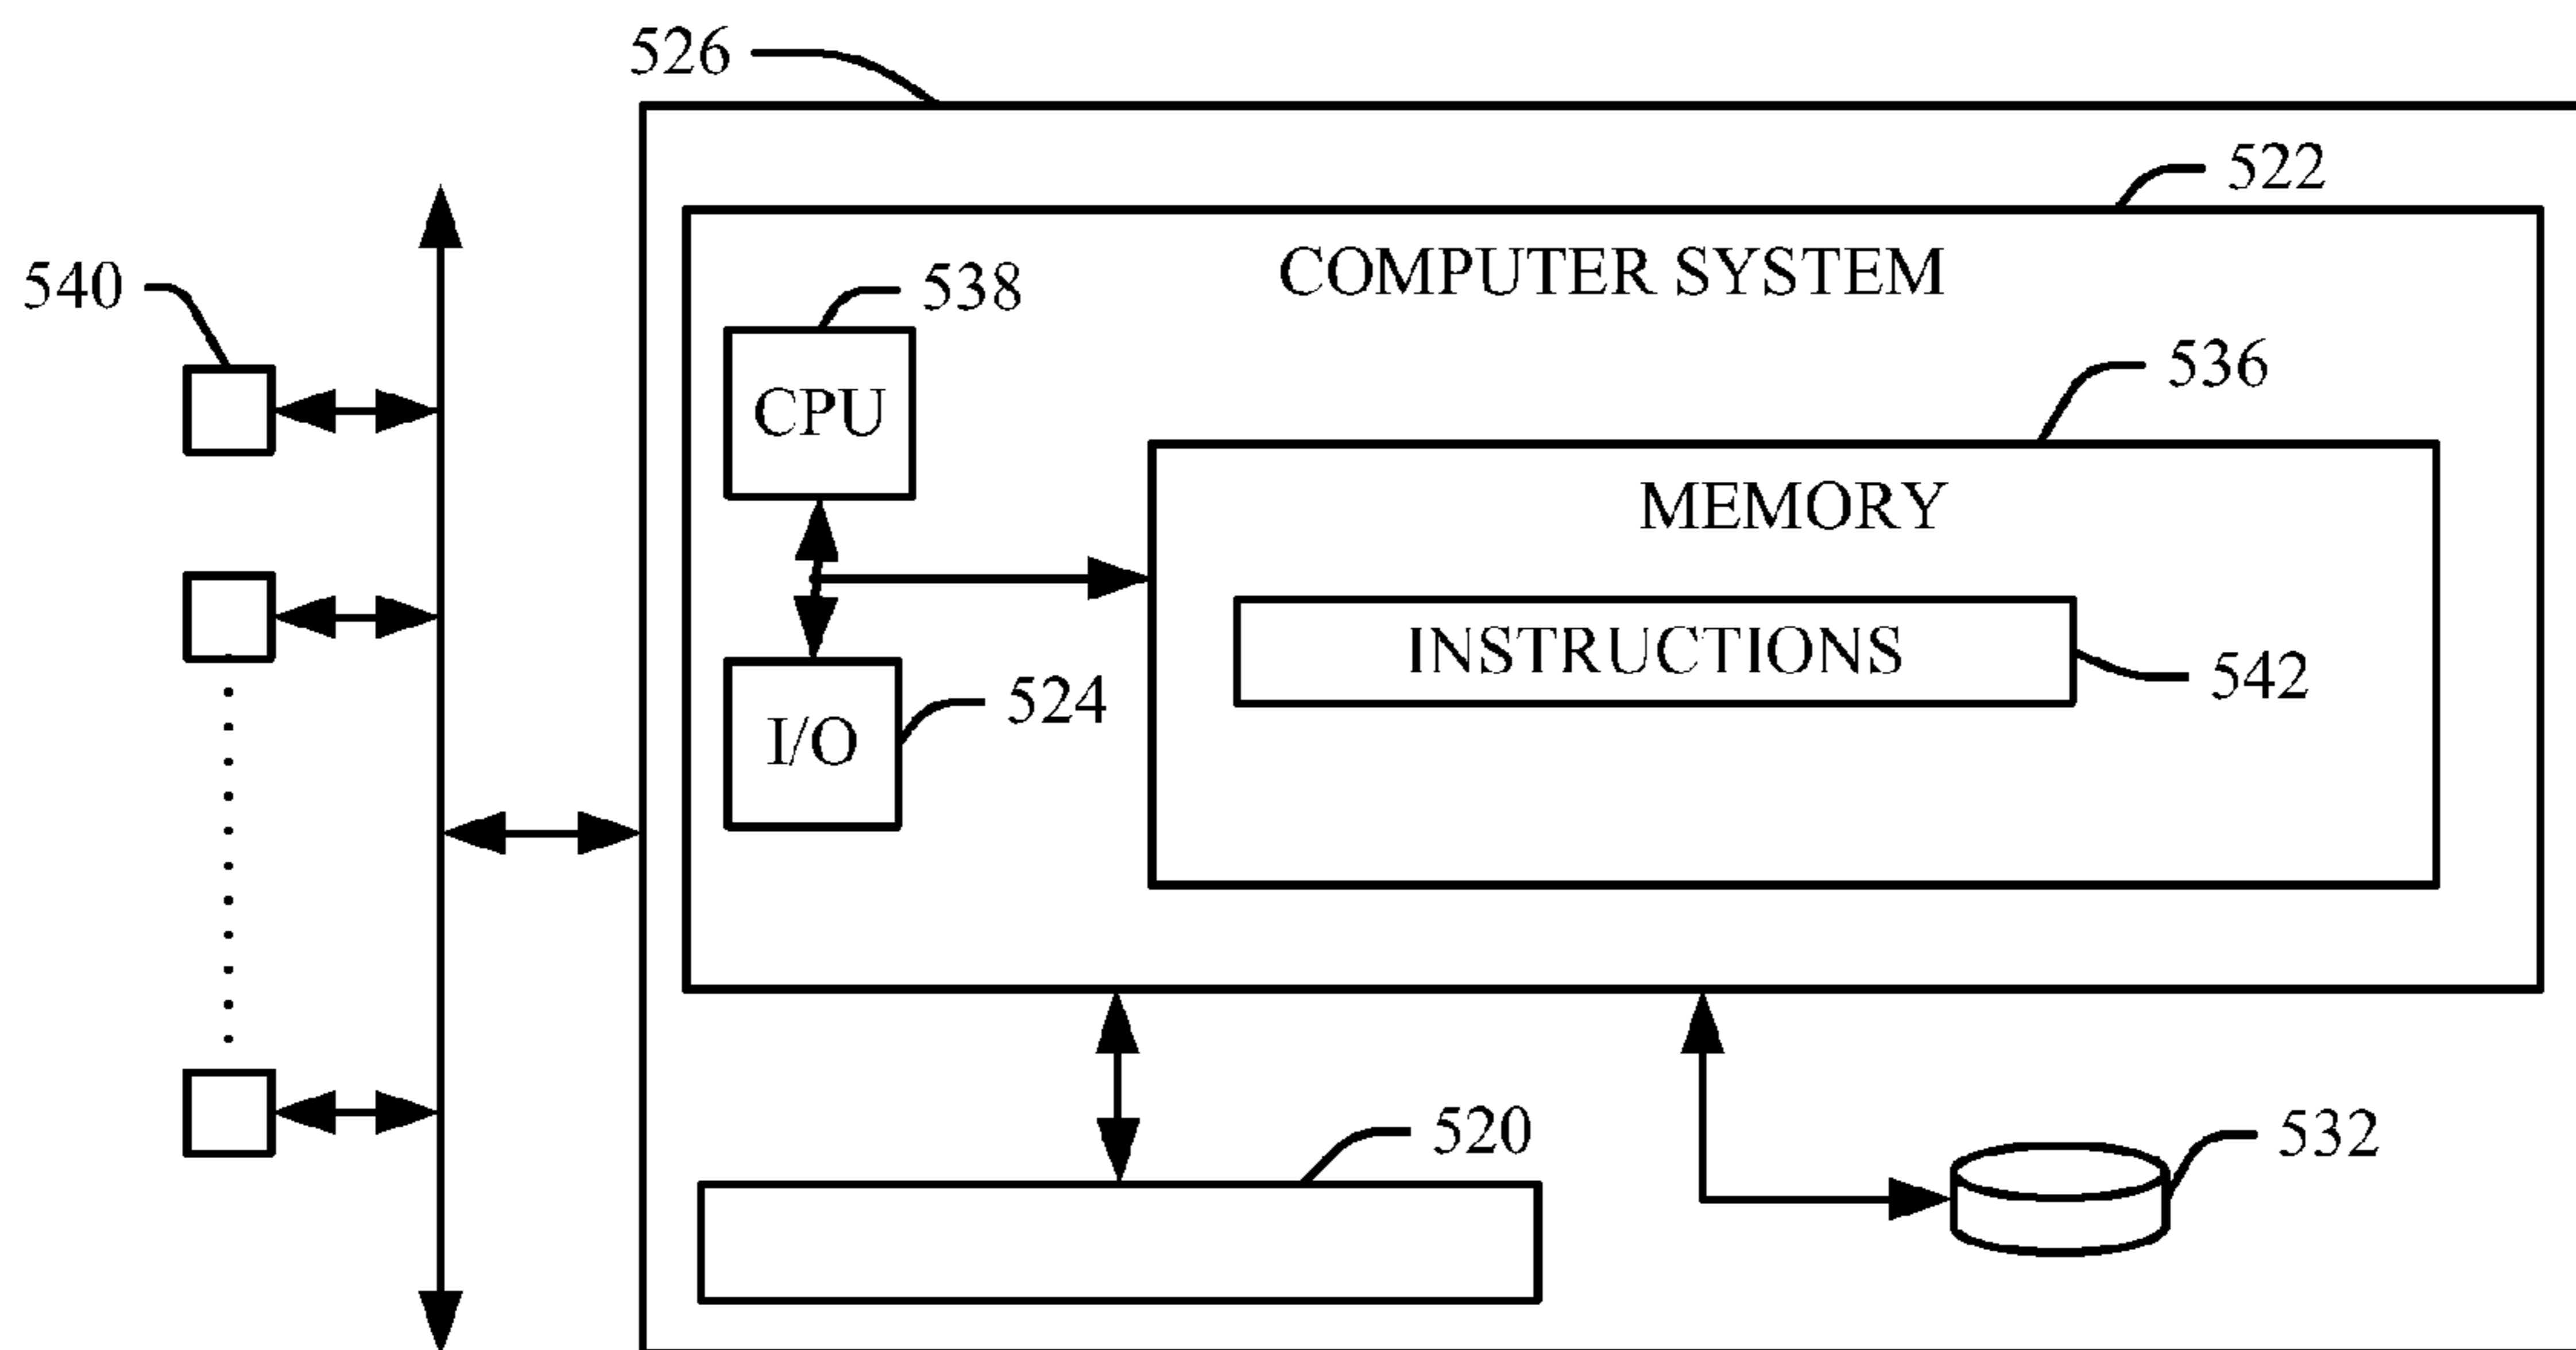 526
522
COMPUTER SYSTEM
540
538
536
CPU
MEMORY
INSTRUCTIONS
542
524
I/O
520
532